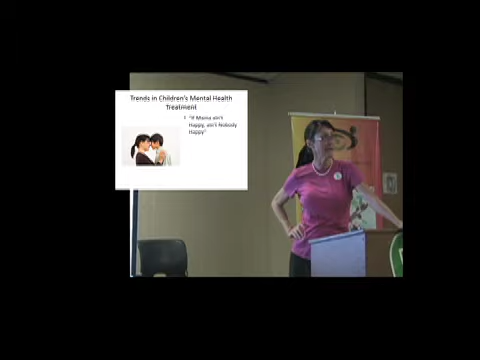 Trends in Children's Mental Health
Treatment
• "If Mama ain't
Happy, ain't Nobody
Happy"